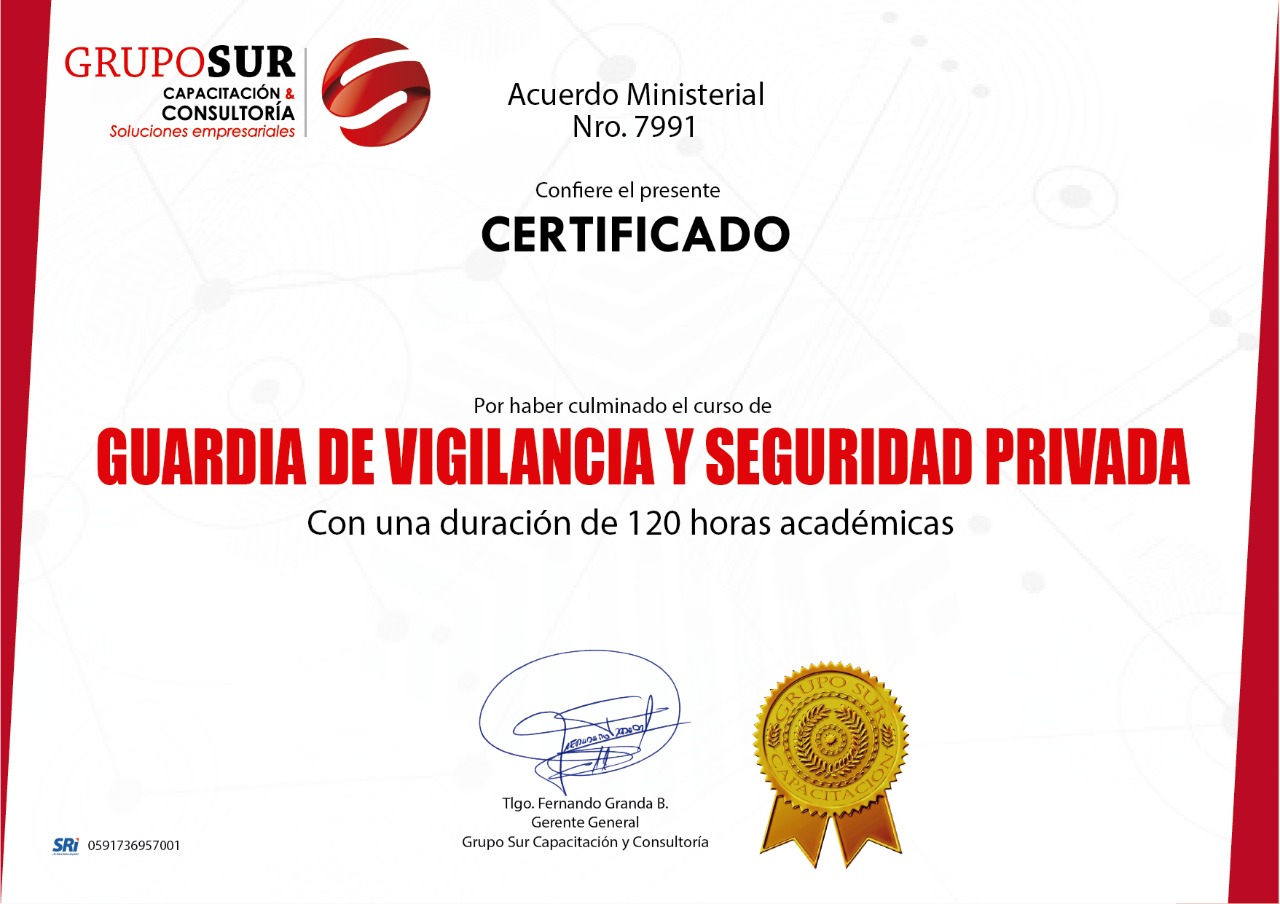 GRUPOSUR
CAPACITACIÓN &
CONSULTORÍA
Soluciones empresariales
Acuerdo Ministerial
Nro. 7991
Confiere el presente
CERTIFICADO
Por haber culminado el curso de
GUARDIA DE VIGILANCIA Y SEGURIDAD PRIVADA
Con una duración de 120 horas académicas
GRUPO SUR
CAPACITACIÓN
Tlgo. Fernando Granda B.
Gerente General
Grupo Sur Capacitación y Consultoría
SRi 0591736957001